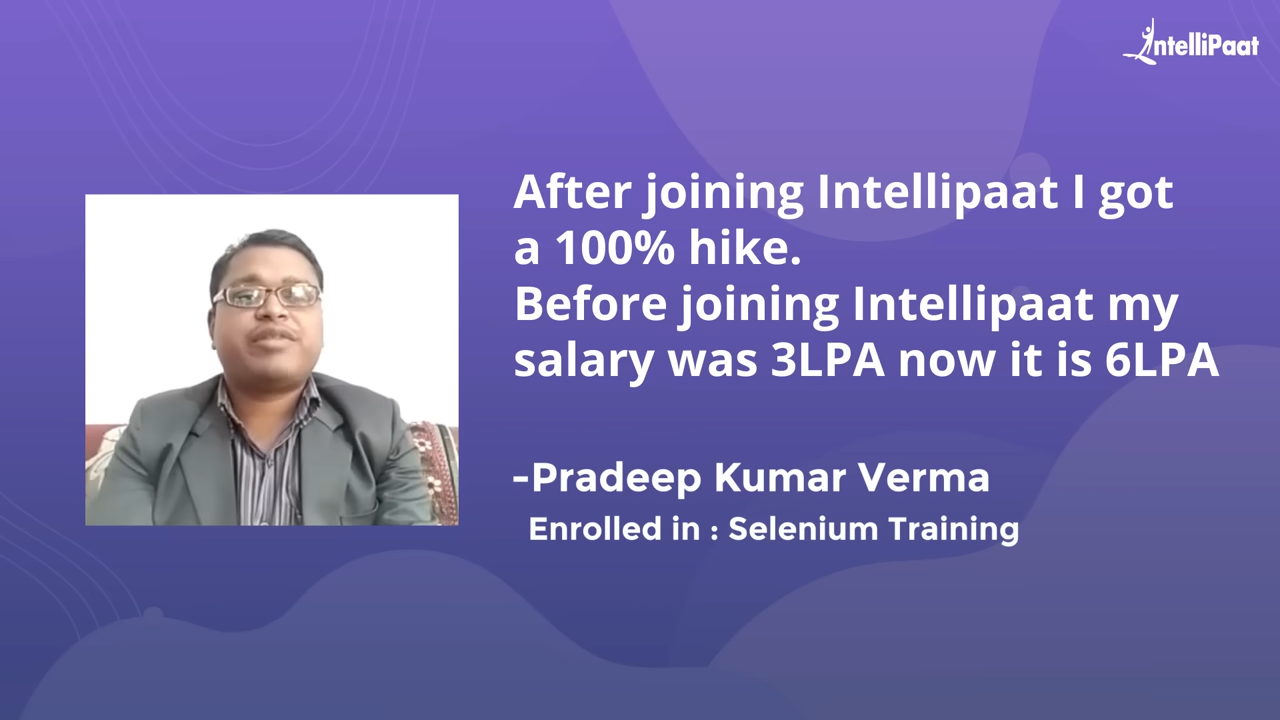 IntelliPaat
After joining Intellipaat I got
a 100% hike.
Before joining Intellipaat my
salary was 3LPA now it is 6LPA
-Pradeep Kumar Verma
Enrolled in : Selenium Training